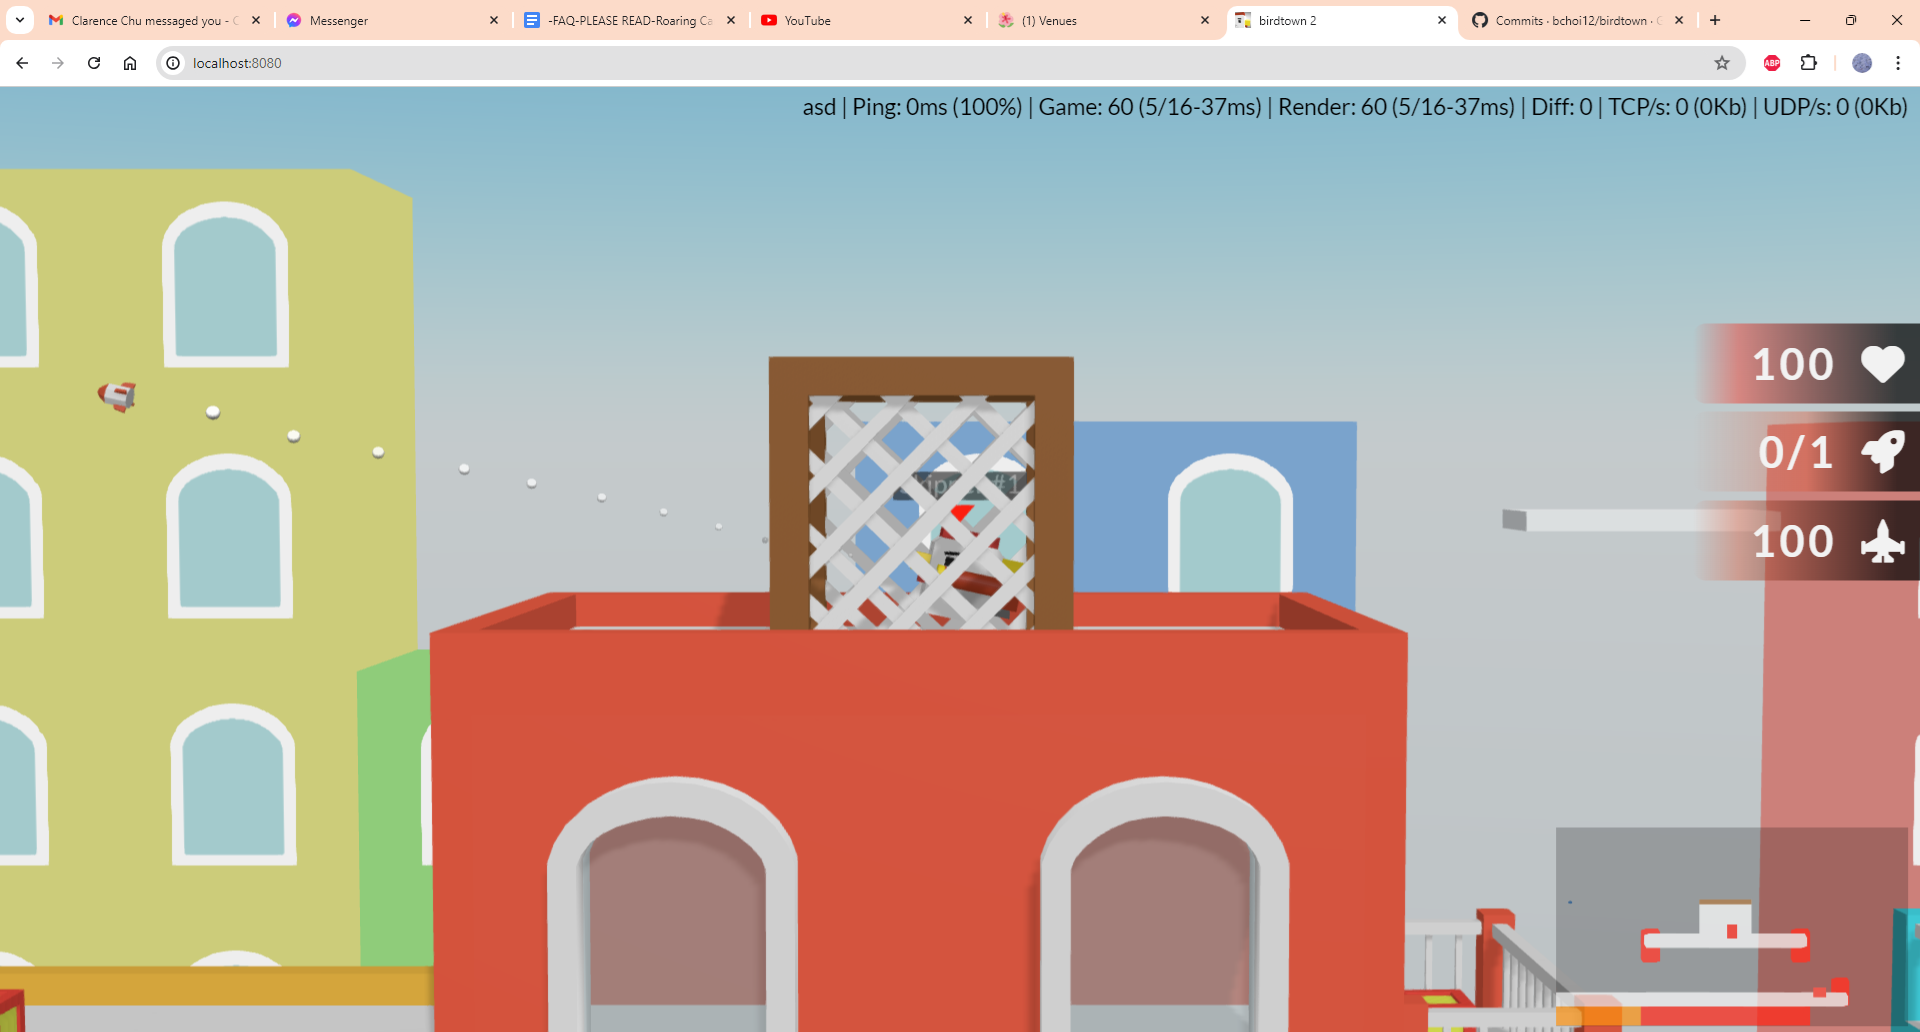 Clarence Chu messaged you -
Messenger
-FAQ-PLEASE READ-Roaring Ca
YouTube
(1) Venues
birdtown 2
Commits · bchoi12/birdtown ·
localhost:8080
ABP
asd | Ping: 0ms (100%) | Game: 60 (5/16-37ms) | Render: 60 (5/16-37ms) | Diff: 0 | TCP/s: 0 (0Kb) | UDP/s: 0 (0Kb)
100
0/1
100
#1